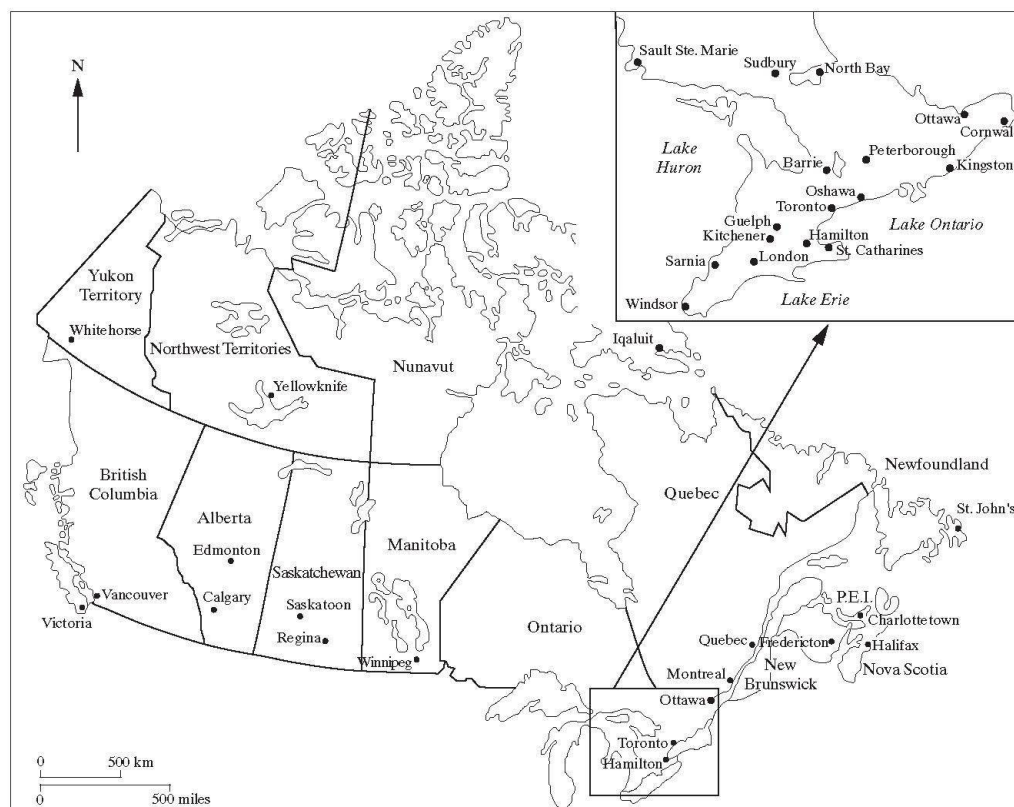 N
Yukon
Territory
Whitehorse
Northwest Territories
Yellowknife
Nunavut
Iqaluit
British
Columbia
Vancouver
Victoria
Alberta
Edmonton
Calgary
Saskatchewan
Saskatoon
Regina
Manitoba
Winnipeg
Ontario
Quebec
Newfoundland
St. John's
P.E.I.
Charlottetown
Quebec
Fredericton
Halifax
New
Brunswick
Nova Scotia
Montreal
Ottawa
Toronto
Hamilton
0 500 km
0 500 miles
Sault Ste. Marie
Sudbury
North Bay
Ottawa
Cornwal
Lake
Huron
Barrie
Peterborough
Kingston
Oshawa
Toronto
Lake Ontario
Guelph
Kitchener
Hamilton
St. Catharines
Sarnia
London
Lake Erie
Windsor